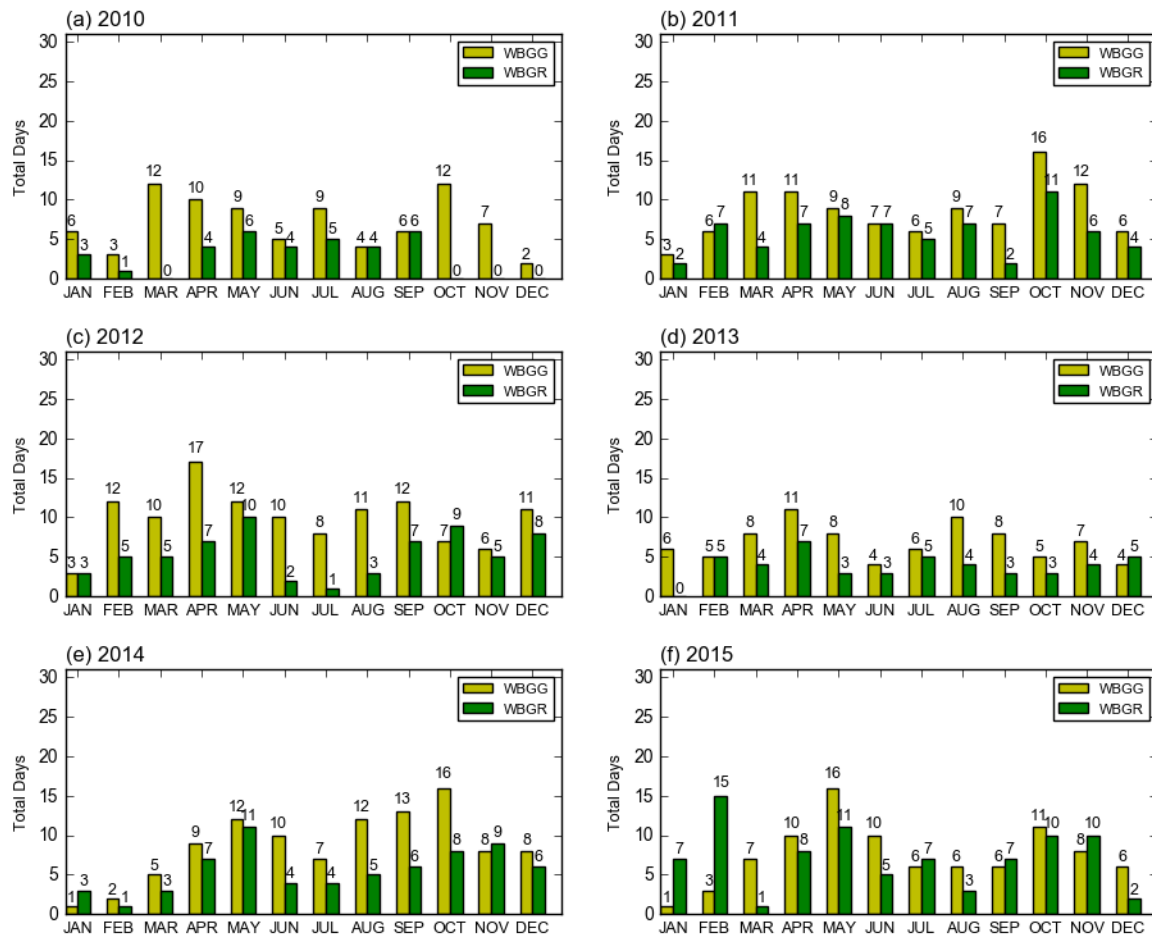 (a) 2010
31
30
25
20
15
10
5
0
Total Days
WBGG
WBGR
6 3 3 1 12 0 10 4 9 6 5 4 9 5 4 4 6 6 12 0 7 0 2 0
JAN FEB MAR APR MAY JUN JUL AUG SEP OCT NOV DEC
(b) 2011
30
25
20
15
10
5
0
Total Days
WBGG
WBGR
3 2 6 7 11 4 11 7 9 8 7 7 6 5 9 7 7 2 16 11 12 6 6 4
JAN FEB MAR APR MAY JUN JUL AUG SEP OCT NOV DEC
(c) 2012
30
25
20
15
10
5
0
Total Days
WBGG
WBGR
3 3 12 5 10 5 17 7 12 10 10 2 8 1 11 3 12 7 7 9 6 5 11 8
JAN FEB MAR APR MAY JUN JUL AUG SEP OCT NOV DEC
(d) 2013
30
25
20
15
10
5
0
Total Days
WBGG
WBGR
6 0 5 5 8 4 11 7 8 3 4 3 6 5 10 4 8 3 5 3 7 4 4 5
JAN FEB MAR APR MAY JUN JUL AUG SEP OCT NOV DEC
(e) 2014
30
25
20
15
10
5
0
Total Days
WBGG
WBGR
1 3 2 1 5 3 9 7 12 11 10 4 7 4 12 5 13 6 16 8 8 9 8 6
JAN FEB MAR APR MAY JUN JUL AUG SEP OCT NOV DEC
(f) 2015
30
25
20
15
10
5
0
Total Days
WBGG
WBGR
1 7 3 15 7 1 10 8 16 11 10 5 6 7 6 3 6 7 11 10 8 10 6 2
JAN FEB MAR APR MAY JUN JUL AUG SEP OCT NOV DEC